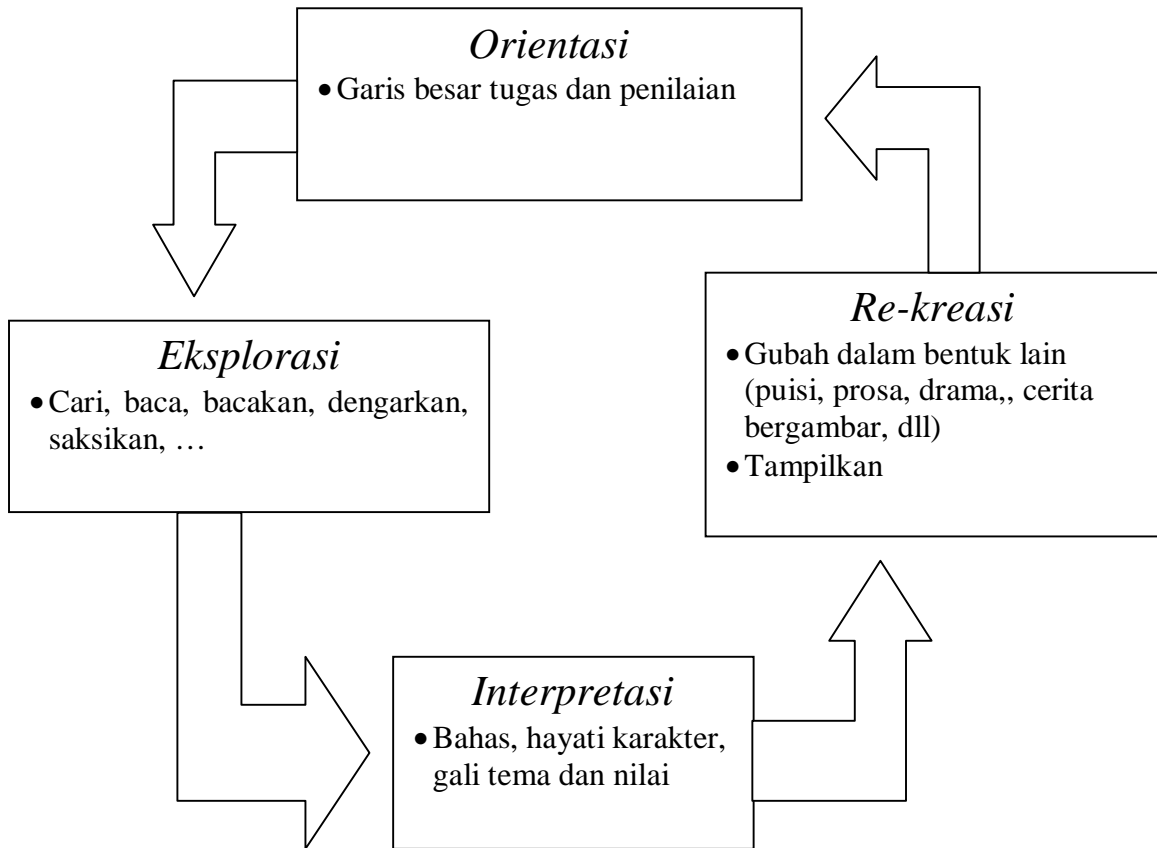 Orientasi
• Garis besar tugas dan penilaian
Eksplorasi
• Cari, baca, bacakan, dengarkan,
saksikan, …
Interpretasi
• Bahas, hayati karakter,
gali tema dan nilai
Re-kreasi
• Gubah dalam bentuk lain
(puisi, prosa, drama,, cerita
bergambar, dll)
• Tampilkan